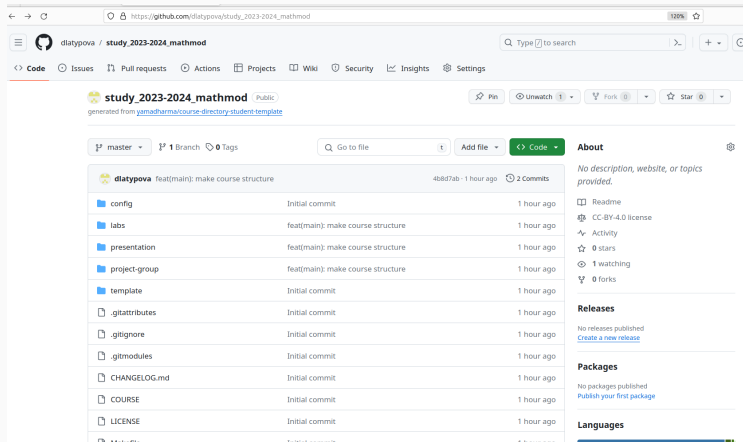 https://github.com/dlatypova/study_2023-2024_mathmod
120%
dlatypova / study_2023-2024_mathmod
Type / to search
Code Issues Pull requests Actions Projects Wiki Security Insights Settings
study_2023-2024_mathmod Public
Pin Unwatch 1 Fork 0 Star 0
generated from yamadharma/course-directory-student-template
master 1 Branch 0 Tags Go to file t Add file <> Code
dlatypova feat(main): make course structure 4b8d7ab · 1 hour ago 2 Commits
config Initial commit 1 hour ago
labs feat(main): make course structure 1 hour ago
presentation feat(main): make course structure 1 hour ago
project-group feat(main): make course structure 1 hour ago
template Initial commit 1 hour ago
.gitattributes Initial commit 1 hour ago
.gitignore Initial commit 1 hour ago
.gitmodules Initial commit 1 hour ago
CHANGELOG.md Initial commit 1 hour ago
COURSE Initial commit 1 hour ago
LICENSE Initial commit 1 hour ago
About
No description, website, or topics
provided.
Readme
CC-BY-4.0 license
Activity
0 stars
1 watching
0 forks
Releases
No releases published
Create a new release
Packages
No packages published
Publish your first package
Languages